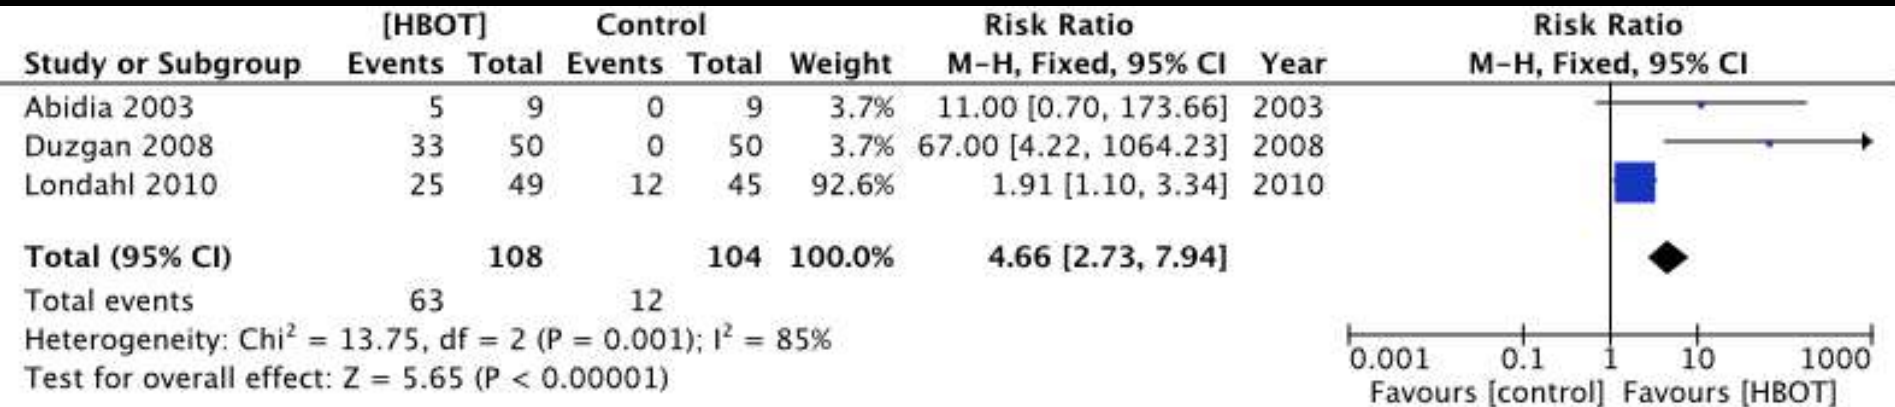 [HBOT] Control Risk Ratio Risk Ratio
Study or Subgroup Events Total Events Total Weight M-H, Fixed, 95% CI Year M-H, Fixed, 95% CI
Abidia 2003 5 9 0 9 3.7% 11.00 [0.70, 173.66] 2003
Duzgan 2008 33 50 0 50 3.7% 67.00 [4.22, 1064.23] 2008
Londahl 2010 25 49 12 45 92.6% 1.91 [1.10, 3.34] 2010
Total (95% CI) 108 104 100.0% 4.66 [2.73, 7.94]
Total events 63 12
Heterogeneity: Chi² = 13.75, df = 2 (P = 0.001); I² = 85%
Test for overall effect: Z = 5.65 (P < 0.00001)
0.001 0.1 1 10 1000
Favours [control] Favours [HBOT]